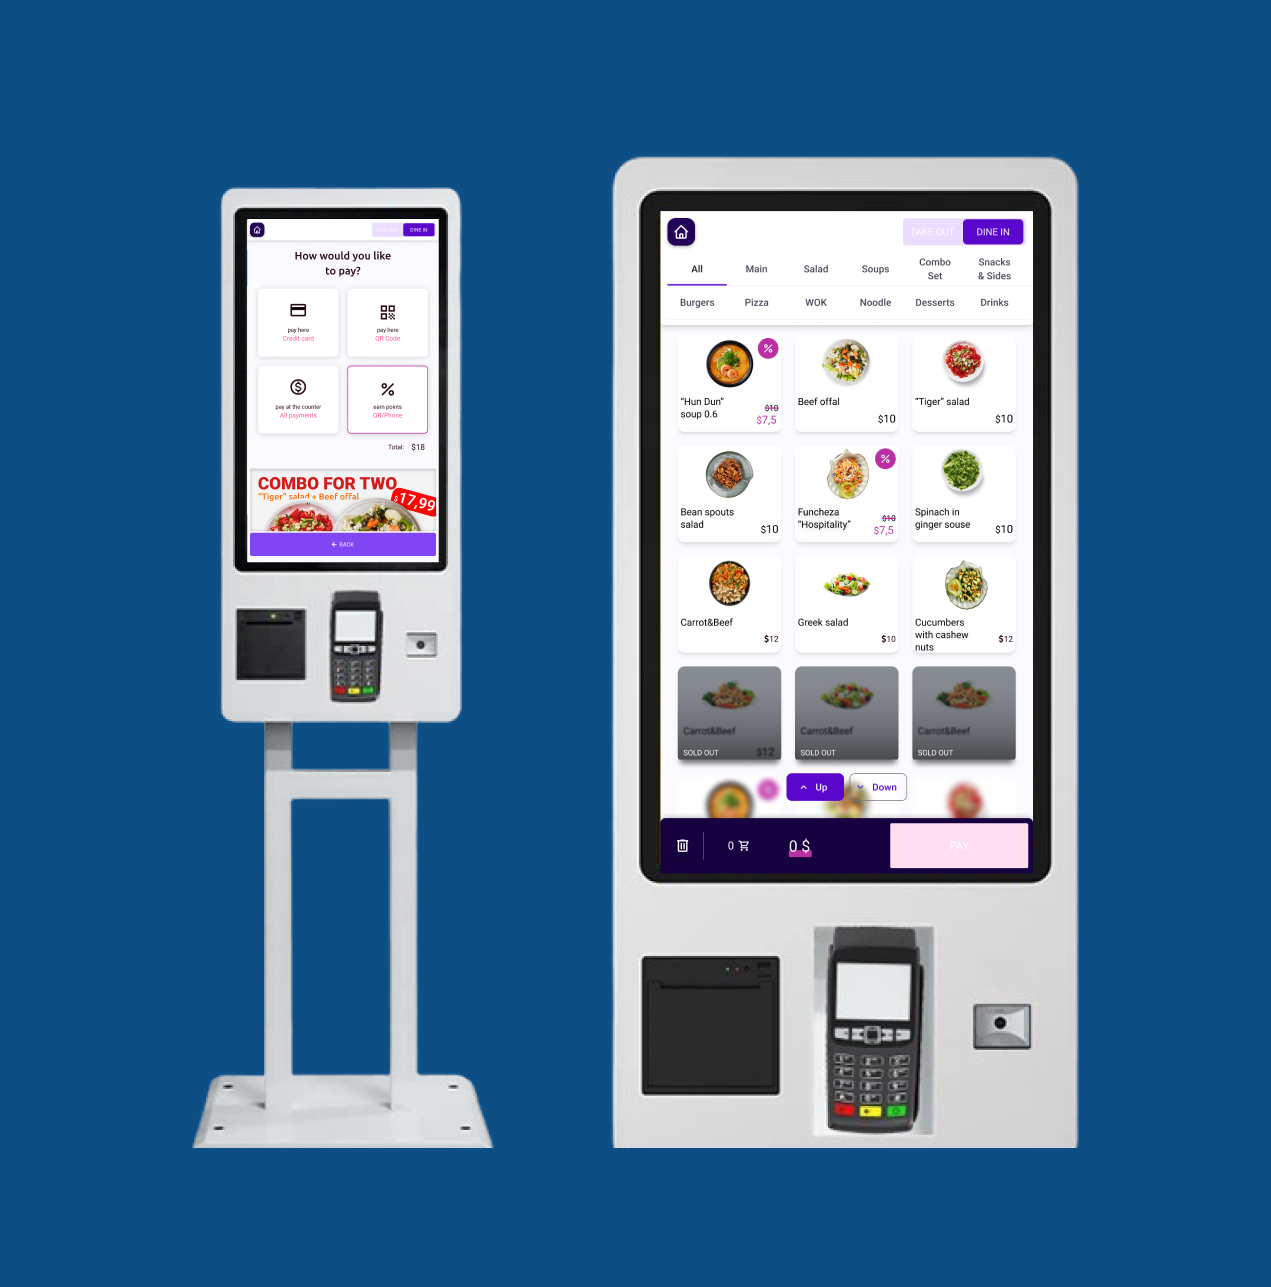 TAKE OUT
DINE IN
How would you like
to pay?
pay here
Credit card
pay here
QR Code
pay at the counter
All payments
earn points
QR/Phone
Total: $18
COMBO FOR TWO
“Tiger” salad + Beef offal
$17,99
← BACK
TAKE OUT
DINE IN
All
Main
Salad
Soups
Combo
Set
Snacks
& Sides
Burgers
Pizza
WOK
Noodle
Desserts
Drinks
%
“Hun Dun”
soup 0.6
$10
$7,5
Beef offal
$10
“Tiger” salad
$10
Bean spouts
salad
$10
%
Funcheza
“Hospitality”
$10
$7,5
Spinach in
ginger souse
$10
Carrot&Beef
$12
Greek salad
$10
Cucumbers
with cashew
nuts
$12
Carrot&Beef
SOLD OUT
$12
Carrot&Beef
SOLD OUT
Carrot&Beef
SOLD OUT
Up
Down
0
0 $
PAY